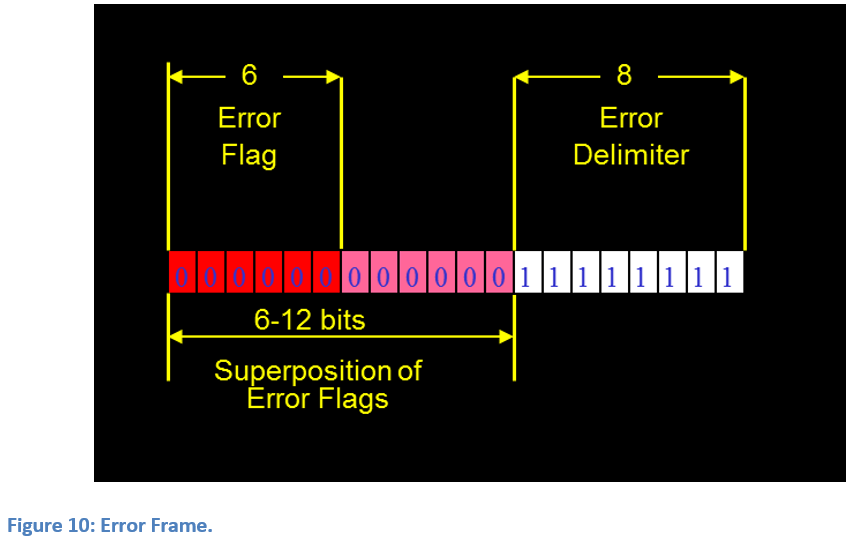 6
8
Error
Flag
Error
Delimiter
0 0 0 0 0 0 0 0 0 0 0 0 1 1 1 1 1 1 1 1
6-12 bits
Superposition of
Error Flags
Figure 10: Error Frame.